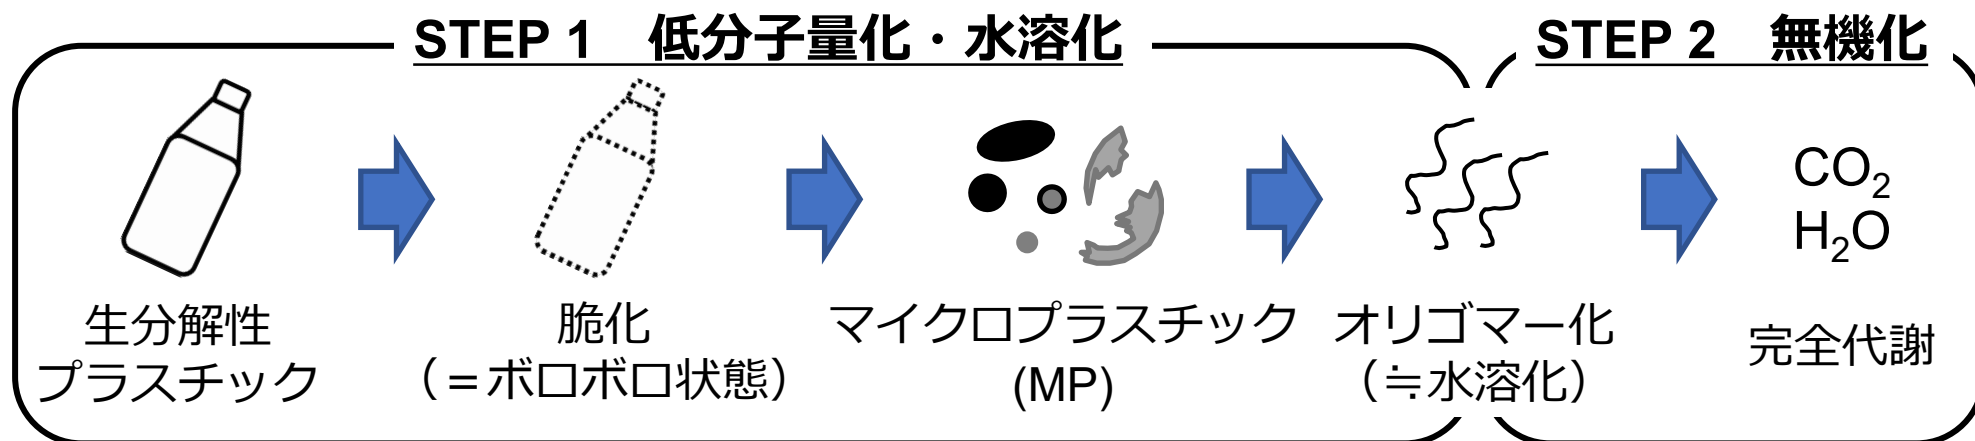 STEP 1　低分子量化・水溶化
STEP 2　無機化
生分解性
プラスチック
脆化
（＝ボロボロ状態）
マイクロプラスチック
(MP)
オリゴマー化
（≒水溶化）
CO₂
H₂O
完全代謝